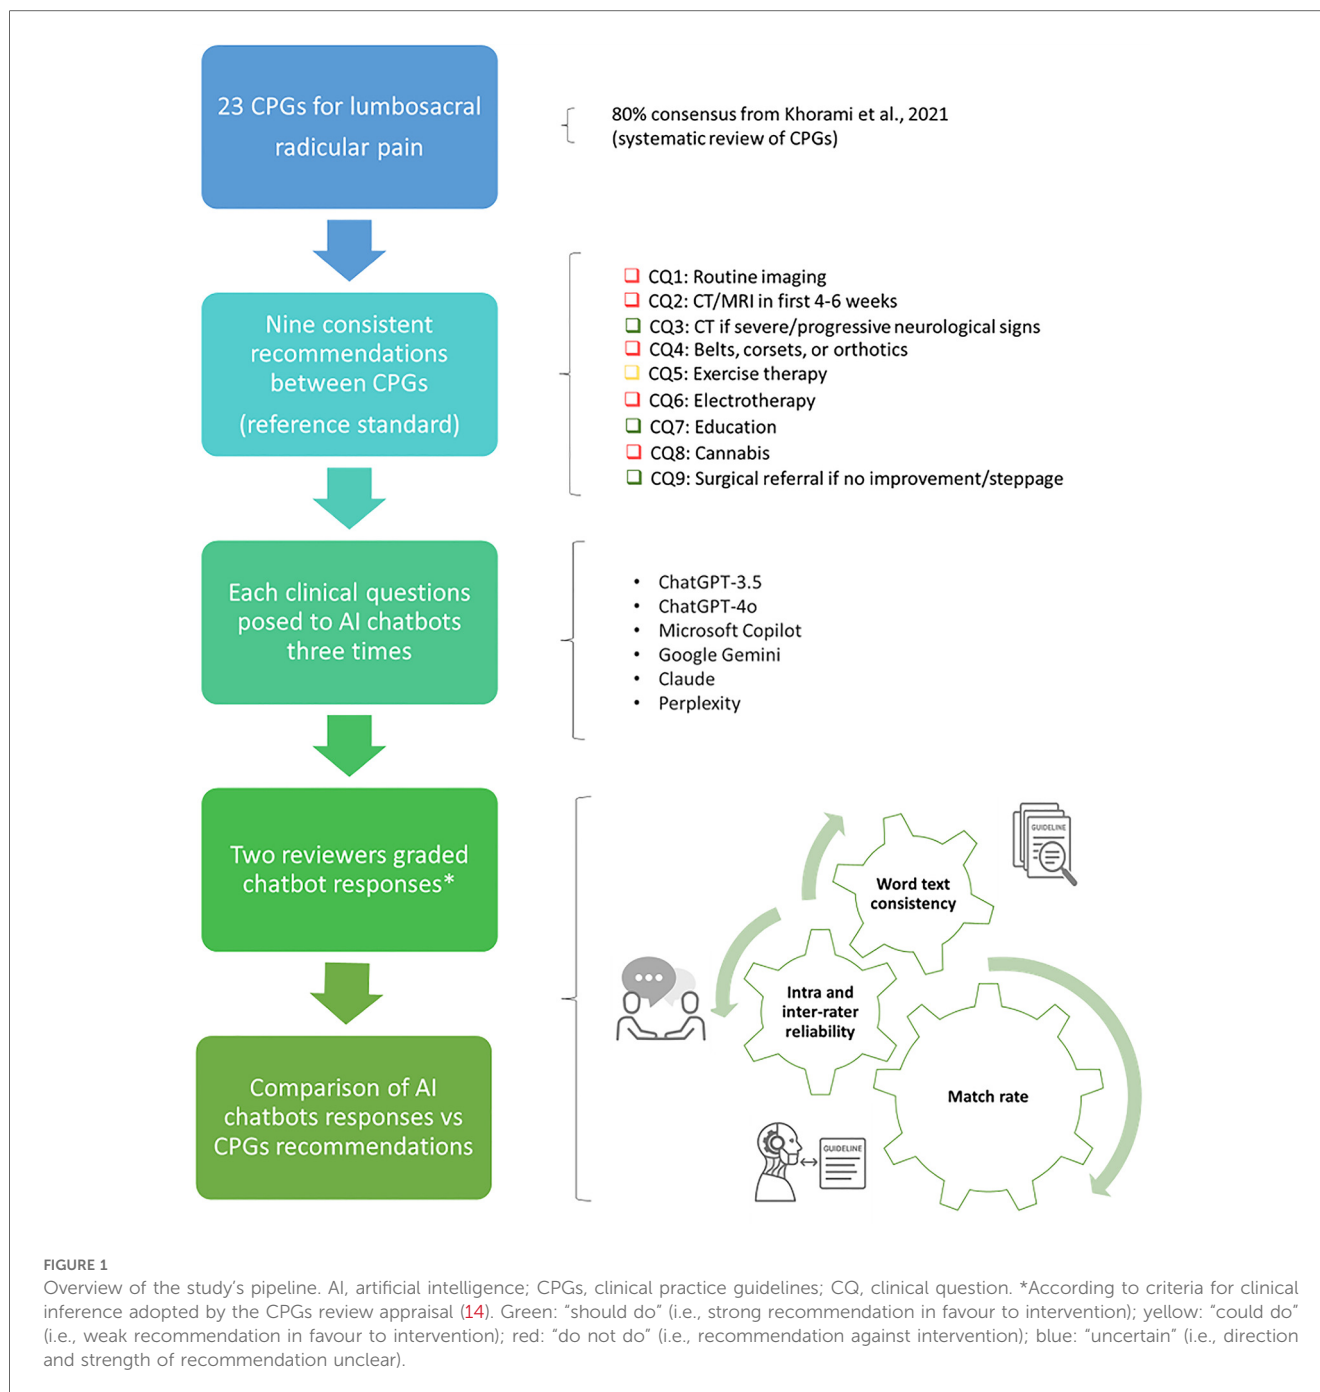 23 CPGs for lumbosacral
radicular pain
80% consensus from Khorami et al., 2021
(systematic review of CPGs)
Nine consistent
recommendations
between CPGs
(reference standard)
CQ1: Routine imaging
CQ2: CT/MRI in first 4-6 weeks
CQ3: CT if severe/progressive neurological signs
CQ4: Belts, corsets, or orthotics
CQ5: Exercise therapy
CQ6: Electrotherapy
CQ7: Education
CQ8: Cannabis
CQ9: Surgical referral if no improvement/steppage
Each clinical questions
posed to AI chatbots
three times
• ChatGPT-3.5
• ChatGPT-4o
• Microsoft Copilot
• Google Gemini
• Claude
• Perplexity
Two reviewers graded
chatbot responses*
GUIDELINE
Word text
consistency
Intra and
inter-rater
reliability
Match rate
GUIDELINE
Comparison of AI
chatbots responses vs
CPGs recommendations
FIGURE 1
Overview of the study's pipeline. AI, artificial intelligence; CPGs, clinical practice guidelines; CQ, clinical question. *According to criteria for clinical
inference adopted by the CPGs review appraisal (14). Green: “should do” (i.e., strong recommendation in favour to intervention); yellow: “could do”
(i.e., weak recommendation in favour to intervention); red: “do not do” (i.e., recommendation against intervention); blue: “uncertain” (i.e., direction
and strength of recommendation unclear).